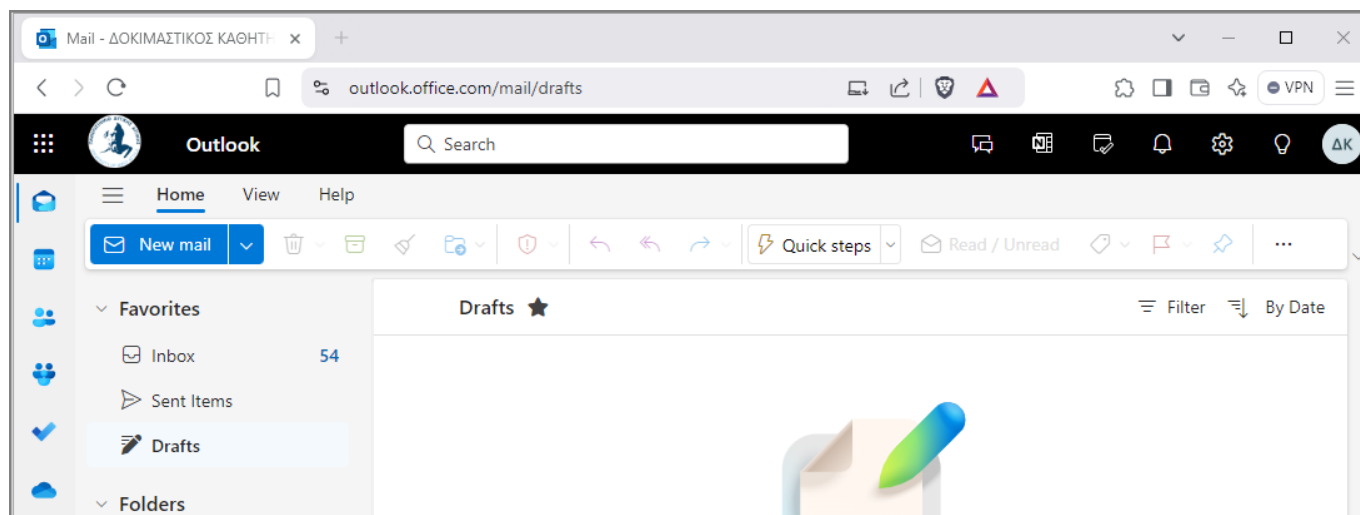 Mail - ΔΟΚΙΜΑΣΤΙΚΟΣ ΚΑΘΗΤΗ
outlook.office.com/mail/drafts
VPN
Outlook
Search
ΔΚ
Home View Help
New mail
Quick steps
Read / Unread
Favorites
Drafts
Filter
By Date
Inbox 54
Sent Items
Drafts
Folders